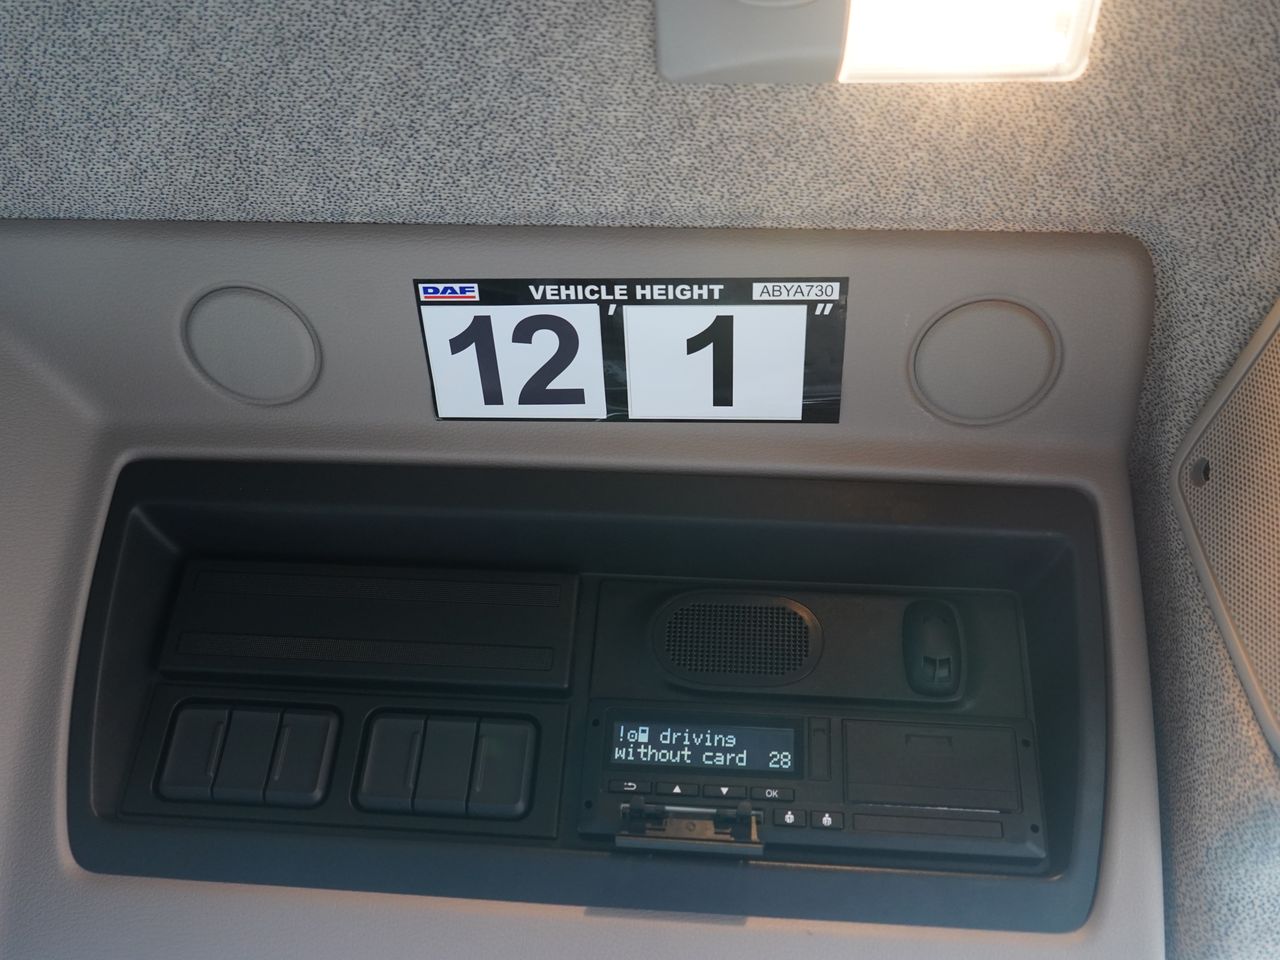 DAF VEHICLE HEIGHT ABYA730
12' 1"
! driving
without card 28
OK